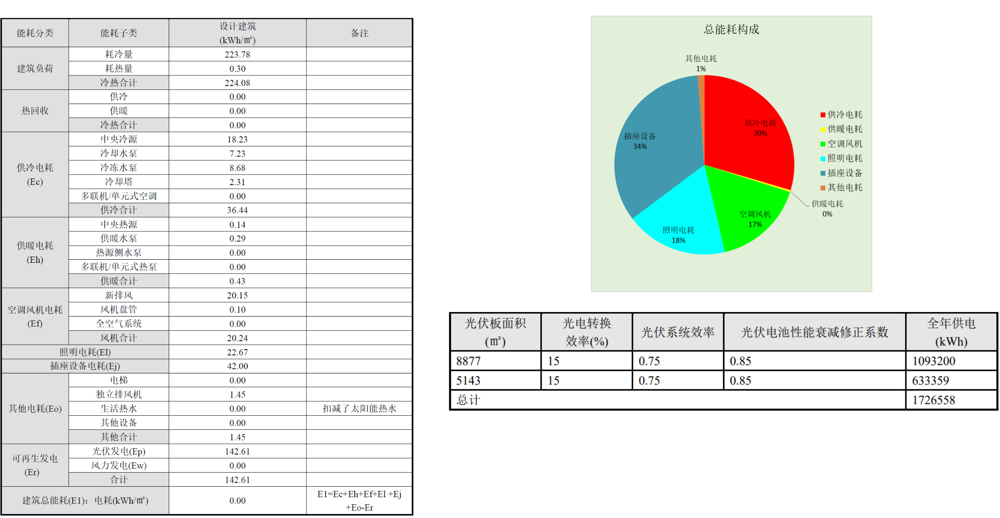 能耗分类 能耗子类 设计建筑 (kWh/㎡) 备注
建筑负荷 耗冷量 223.78
耗热量 0.30
冷热合计 224.08
热回收 供冷 0.00
供暖 0.00
冷热合计 0.00
供冷电耗 (Ec) 中央冷源 18.23
冷却水泵 7.23
冷冻水泵 8.68
冷却塔 2.31
多联机/单元式空调 0.00
供冷合计 36.44
供暖电耗 (Eh) 中央热源 0.14
供暖水泵 0.29
热源侧水泵 0.00
多联机/单元式热泵 0.00
供暖合计 0.43
空调风机电耗 (Ef) 新排风 20.15
风机盘管 0.10
全空气系统 0.00
风机合计 20.24
照明电耗(El) 22.67
插座设备电耗(Ej) 42.00
其他电耗(Eo) 电梯 0.00
独立排风机 1.45
生活热水 0.00 扣减了太阳能热水
其他设备 0.00
其他合计 1.45
可再生发电 (Er) 光伏发电(Ep) 142.61
风力发电(Ew) 0.00
合计 142.61
建筑总能耗(E1)：电耗(kWh/㎡) 0.00 E1=Ec+Eh+Ef+El +Ej
+Eo-Er
总能耗构成
其他电耗
1%
供冷电耗
30%
插座设备
34%
供暖电耗
0%
空调风机
17%
照明电耗
18%
供冷电耗
供暖电耗
空调风机
照明电耗
插座设备
其他电耗
光伏板面积 (㎡) 光电转换 效率(%) 光伏系统效率 光伏电池性能衰减修正系数 全年供电 (kWh)
8877 15 0.75 0.85 1093200
5143 15 0.75 0.85 633359
总计 1726558